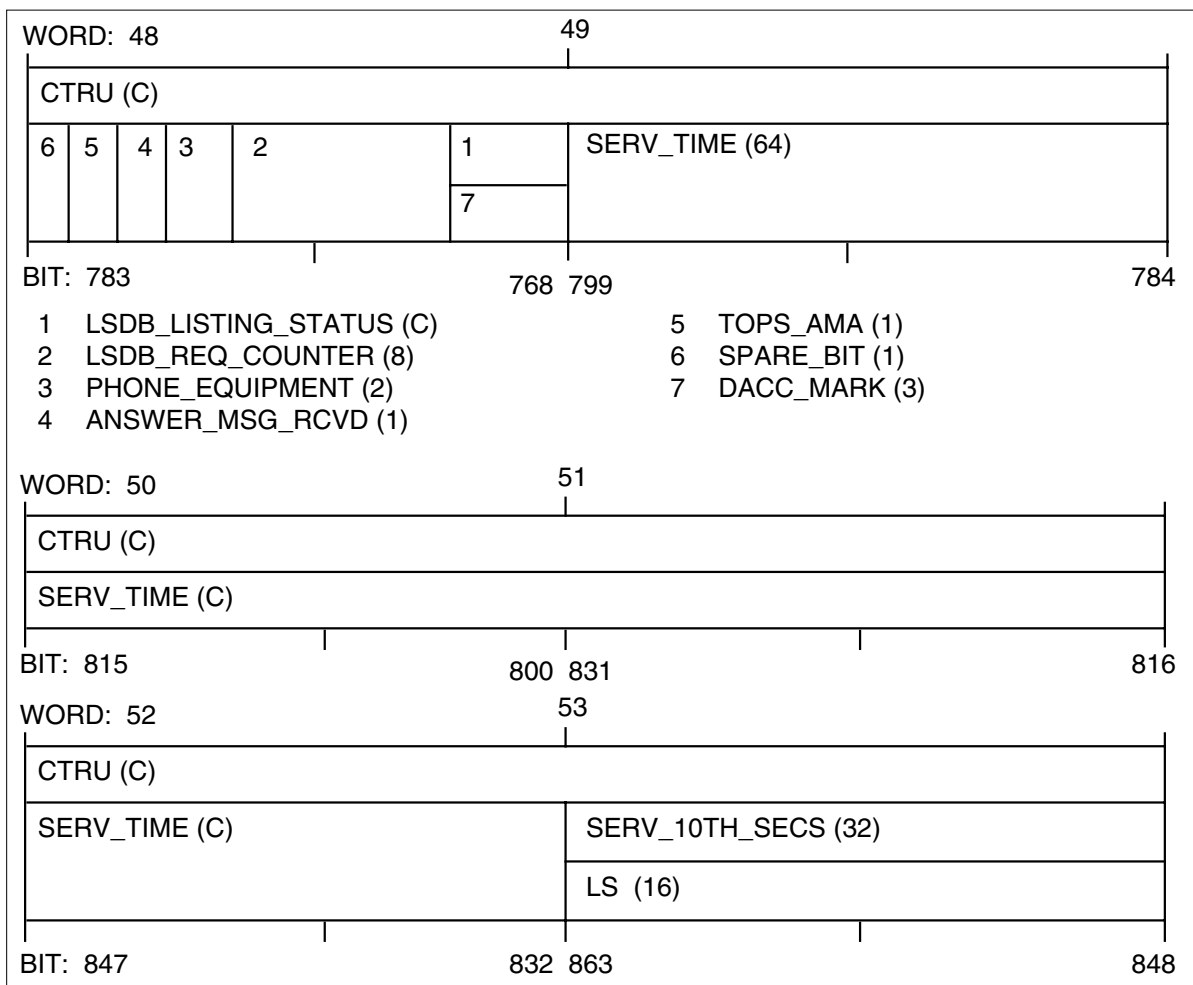 WORD: 48 49
CTRU (C)
6 5 4 3 2 1 SERV_TIME (64)
7
BIT: 783 768 799 784
1 LSDB_LISTING_STATUS (C) 5 TOPS_AMA (1)
2 LSDB_REQ_COUNTER (8) 6 SPARE_BIT (1)
3 PHONE_EQUIPMENT (2) 7 DACC_MARK (3)
4 ANSWER_MSG_RCVD (1)
WORD: 50 51
CTRU (C)
SERV_TIME (C)
BIT: 815 800 831 816
WORD: 52 53
CTRU (C)
SERV_TIME (C) SERV_10TH_SECS (32)
LS (16)
BIT: 847 832 863 848